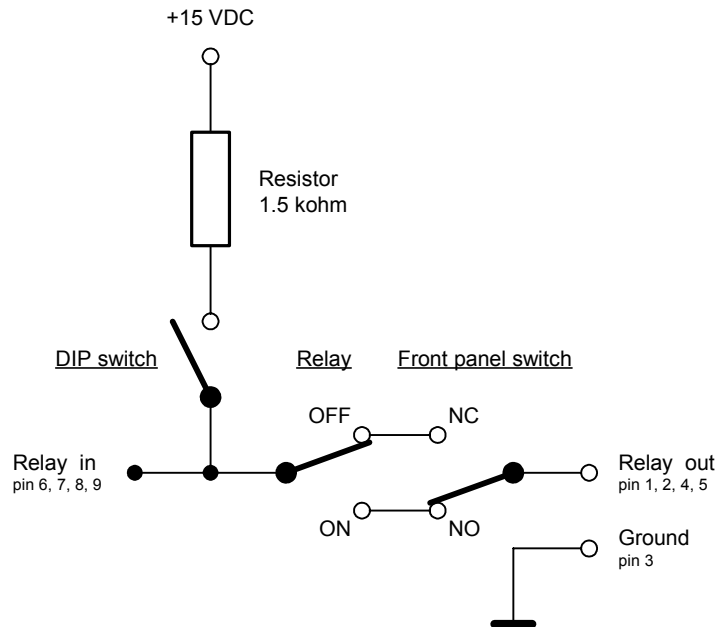 +15 VDC
Resistor
1.5 kohm
DIP switch
Relay
Front panel switch
OFF
NC
Relay in
pin 6, 7, 8, 9
Relay out
pin 1, 2, 4, 5
ON
NO
Ground
pin 3